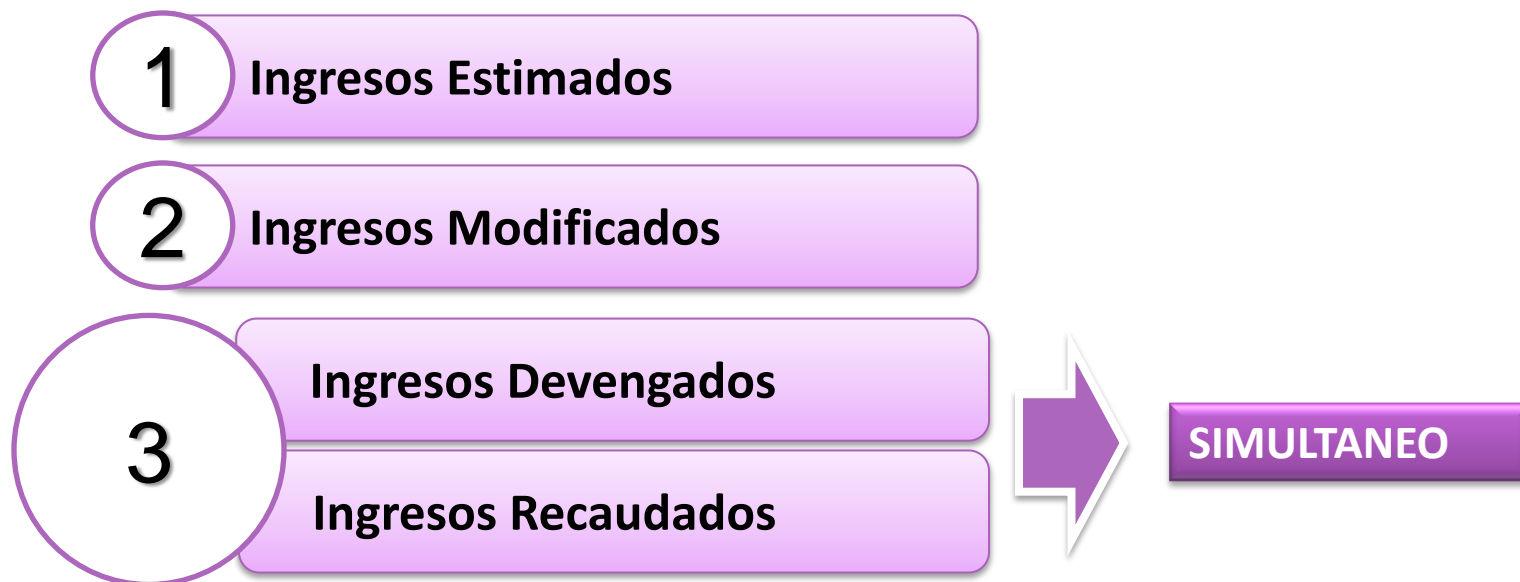 1 Ingresos Estimados
2 Ingresos Modificados
Ingresos Devengados
3
SIMULTANEO
Ingresos Recaudados